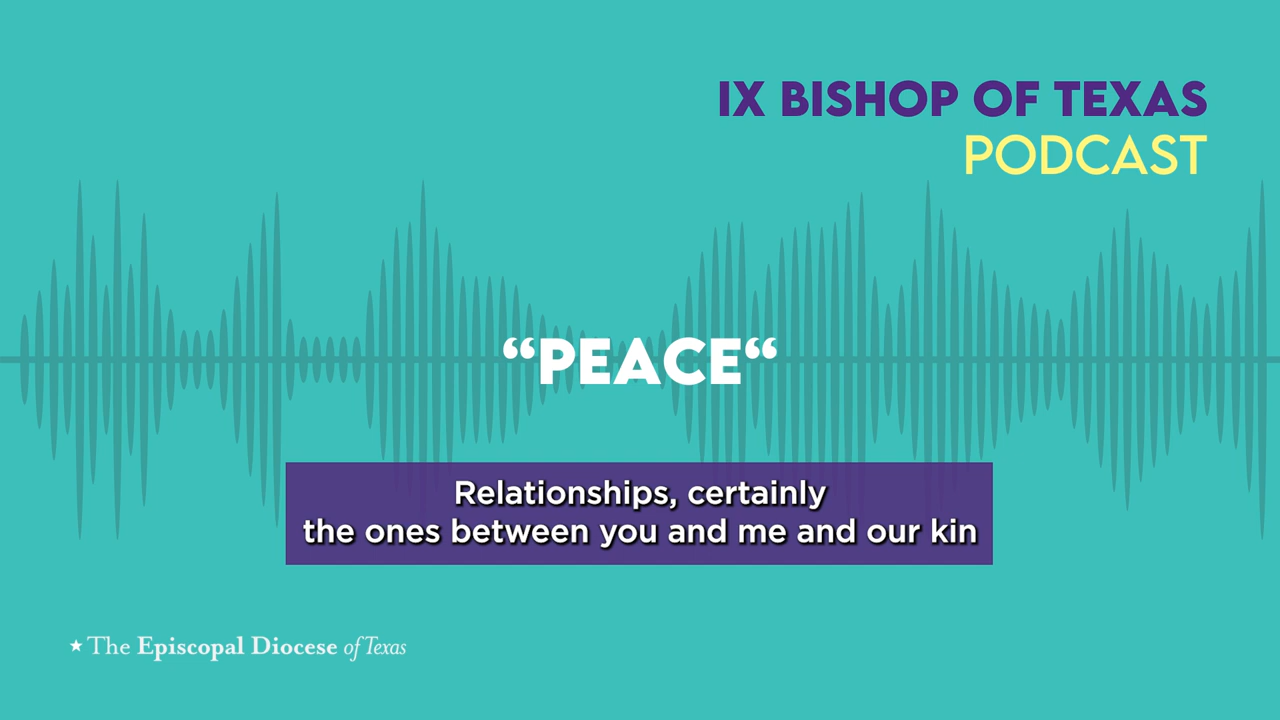 IX BISHOP OF TEXAS
PODCAST
“PEACE“
Relationships, certainly
the ones between you and me and our kin
The Episcopal Diocese of Texas